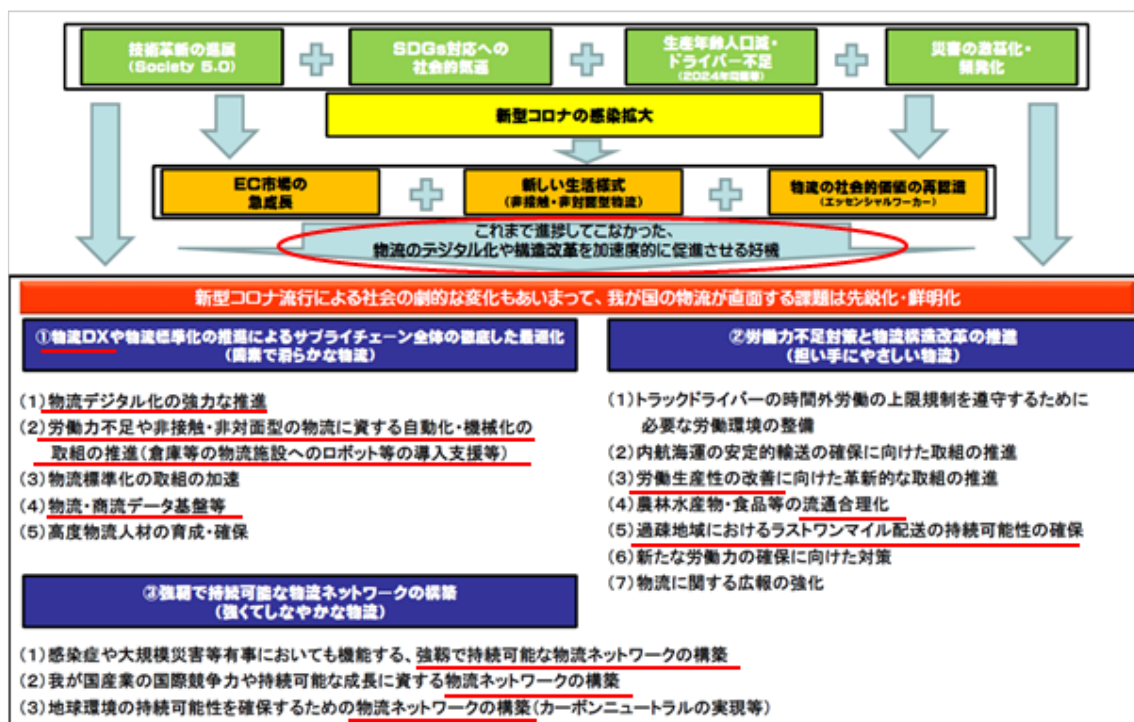 技術革新の進展
(Society 5.0)
SDGs対応への
社会的気運
生産年齢人口減・
ドライバー不足
(2024年問題等)
災害の激甚化・
頻発化
新型コロナの感染拡大
EC市場の
急成長
新しい生活様式
(非接触・非対面型物流)
物流の社会的価値の再認識
(エッセンシャルワーカー)
これまで進捗してこなかった、
物流のデジタル化や構造改革を加速度的に促進させる好機
新型コロナ流行による社会の劇的な変化もあいまって、我が国の物流が直面する課題は先鋭化・鮮明化
①物流DXや物流標準化の推進によるサプライチェーン全体の徹底した最適化
(簡素で滑らかな物流)
(1)物流デジタル化の強力な推進
(2)労働力不足や非接触・非対面型の物流に資する自動化・機械化の
取組の推進(倉庫等の物流施設へのロボット等の導入支援等)
(3)物流標準化の取組の加速
(4)物流・商流データ基盤等
(5)高度物流人材の育成・確保
②労働力不足対策と物流構造改革の推進
(担い手にやさしい物流)
(1)トラックドライバーの時間外労働の上限規制を遵守するために
必要な労働環境の整備
(2)内航海運の安定的輸送の確保に向けた取組の推進
(3)労働生産性の改善に向けた革新的な取組の推進
(4)農林水産物・食品等の流通合理化
(5)過疎地域におけるラストワンマイル配送の持続可能性の確保
(6)新たな労働力の確保に向けた対策
(7)物流に関する広報の強化
③強靭で持続可能な物流ネットワークの構築
(強くてしなやかな物流)
(1)感染症や大規模災害等有事においても機能する、強靭で持続可能な物流ネットワークの構築
(2)我が国産業の国際競争力や持続可能な成長に資する物流ネットワークの構築
(3)地球環境の持続可能性を確保するための物流ネットワークの構築(カーボンニュートラルの実現等)